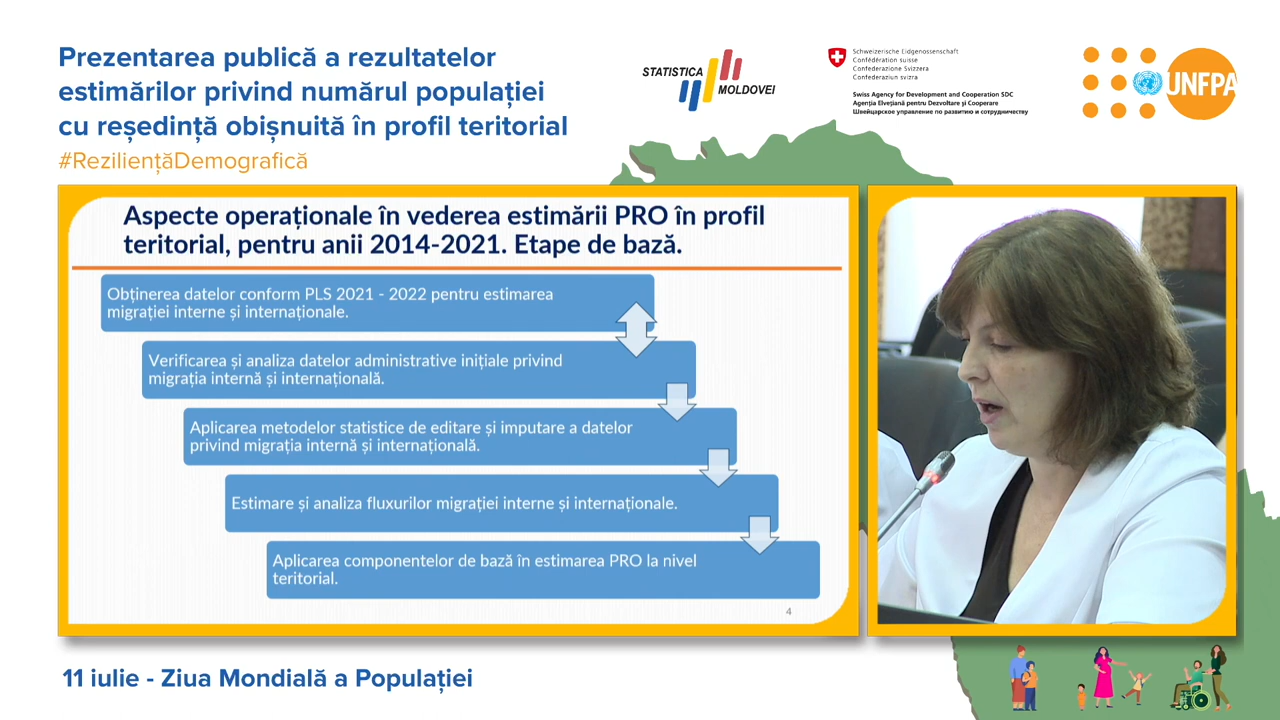 Prezentarea publică a rezultatelor
estimărilor privind numărul populației
cu reședință obișnuită în profil teritorial
#ReziliențăDemografică
STATISTICA
MOLDOVEI
Schweizerische Eidgenossenschaft
Confédération suisse
Confederazione Svizzera
Confederaziun svizra
Swiss Agency for Development and Cooperation SDC
Agenția Elvețiană pentru Dezvoltare și Cooperare
Швейцарское управление по развитию и сотрудничеству
UNFPA
Aspecte operaționale în vederea estimării PRO în profil
teritorial, pentru anii 2014-2021. Etape de bază.
Obținerea datelor conform PLS 2021 - 2022 pentru estimarea
migrației interne și internaționale.
Verificarea și analiza datelor administrative inițiale privind
migrația internă și internațională.
Aplicarea metodelor statistice de editare și imputare a datelor
privind migrația internă și internațională.
Estimare și analiza fluxurilor migrației interne și internaționale.
Aplicarea componentelor de bază în estimarea PRO la nivel
teritorial.
4
11 iulie - Ziua Mondială a Populației